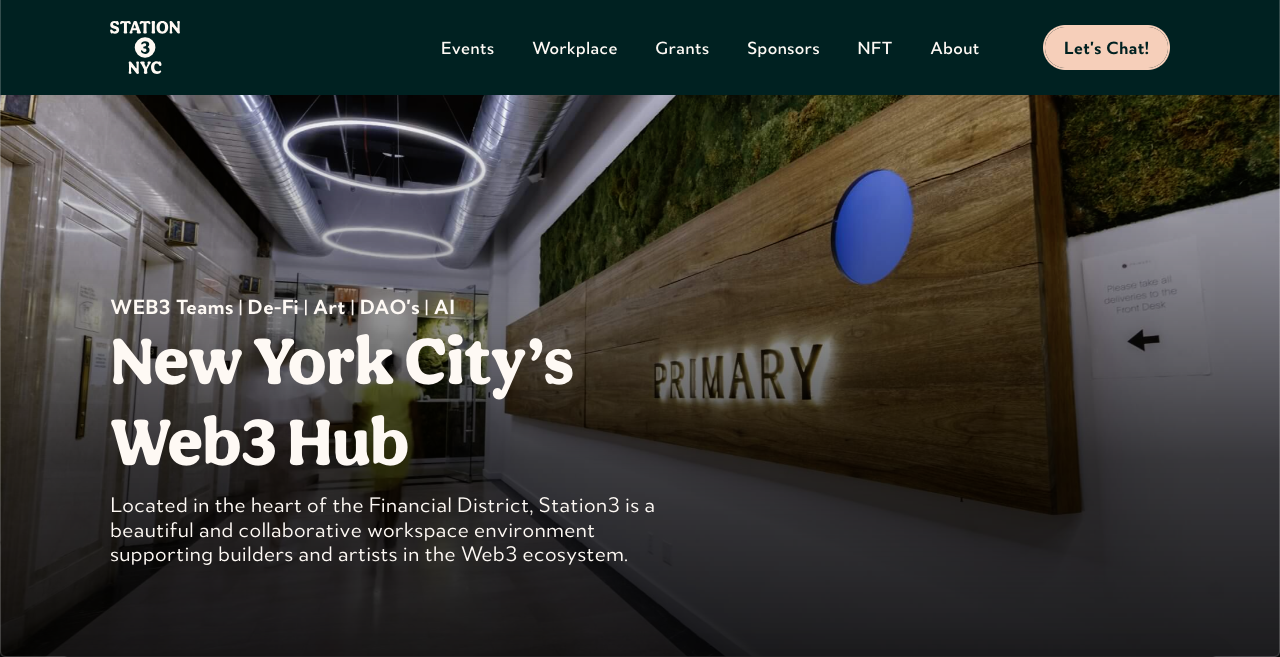 STATION
3
NYC
Events Workplace Grants Sponsors NFT About Let's Chat!
WEB3 Teams | De-Fi | Art | DAO's | AI
New York City’s
Web3 Hub
Located in the heart of the Financial District, Station3 is a
beautiful and collaborative workspace environment
supporting builders and artists in the Web3 ecosystem.
PRIMARY
Please take all
deliveries to the
Front Desk